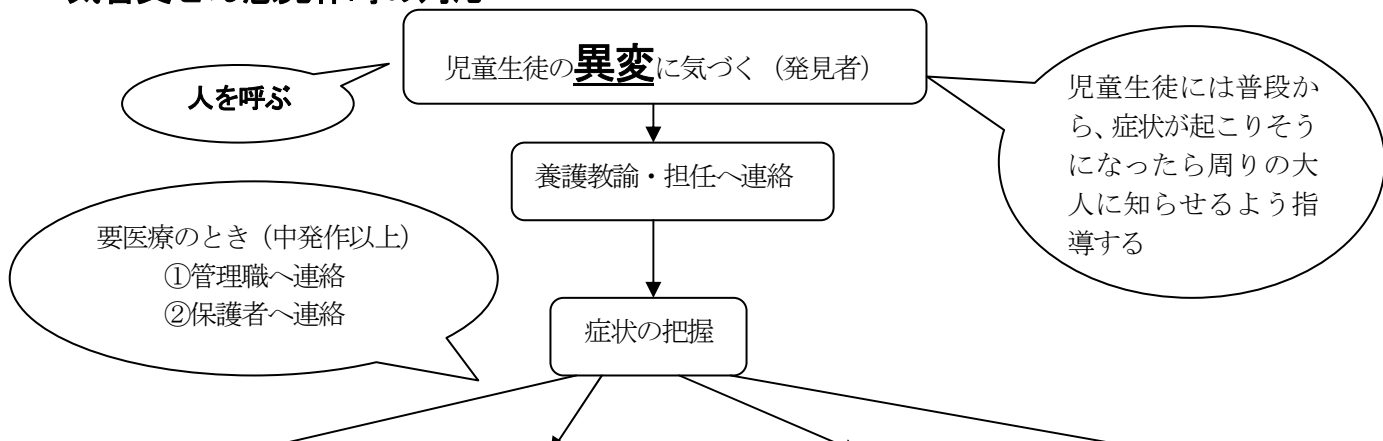 児童生徒の異変に気づく（発見者）
人を呼ぶ
児童生徒には普段か
ら、症状が起こりそう
になったら周りの大
人に知らせるよう指
導する
養護教諭・担任へ連絡
要医療のとき（中発作以上）
①管理職へ連絡
②保護者へ連絡
症状の把握